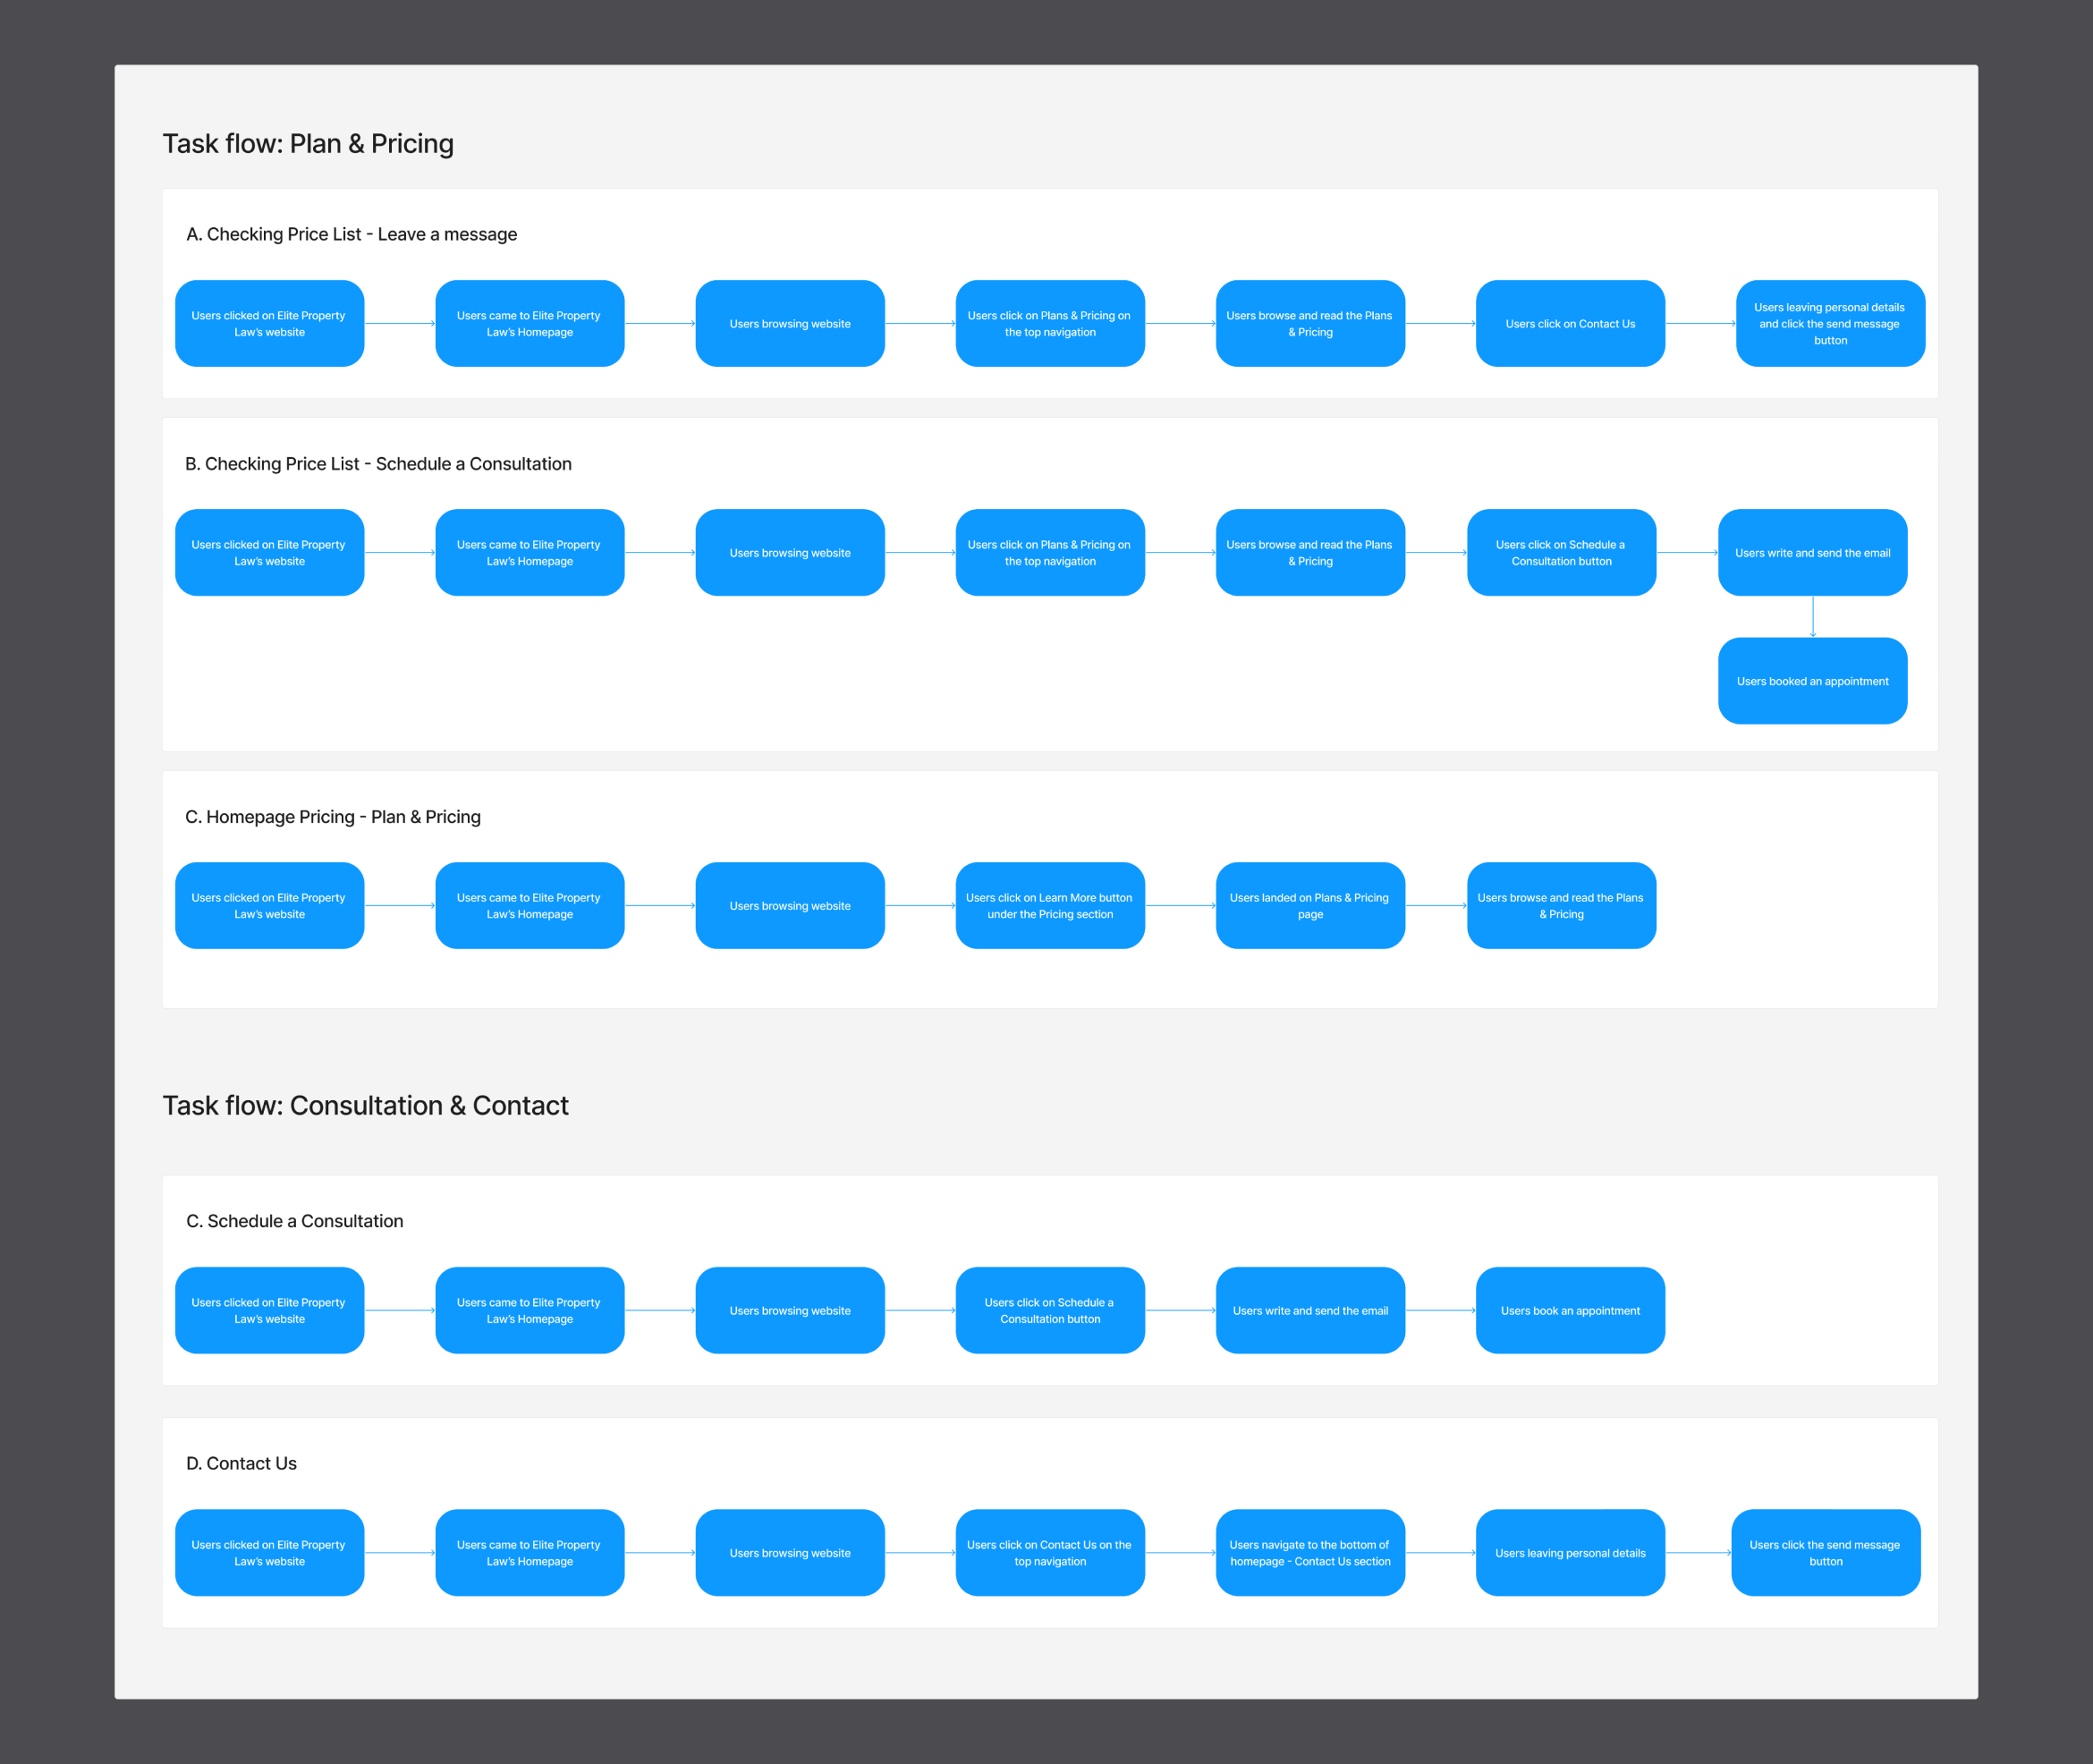 Task flow: Plan & Pricing
A. Checking Price List - Leave a message
Users clicked on Elite Property
Law’s website
Users came to Elite Property
Law’s Homepage
Users browsing website
Users click on Plans & Pricing on
the top navigation
Users browse and read the Plans
& Pricing
Users click on Contact Us
Users leaving personal details
and click the send message
button
B. Checking Price List - Schedule a Consultation
Users clicked on Elite Property
Law’s website
Users came to Elite Property
Law’s Homepage
Users browsing website
Users click on Plans & Pricing on
the top navigation
Users browse and read the Plans
& Pricing
Users click on Schedule a
Consultation button
Users write and send the email
Users booked an appointment
C. Homepage Pricing - Plan & Pricing
Users clicked on Elite Property
Law’s website
Users came to Elite Property
Law’s Homepage
Users browsing website
Users click on Learn More button
under the Pricing section
Users landed on Plans & Pricing
page
Users browse and read the Plans
& Pricing
Task flow: Consultation & Contact
C. Schedule a Consultation
Users clicked on Elite Property
Law’s website
Users came to Elite Property
Law’s Homepage
Users browsing website
Users click on Schedule a
Consultation button
Users write and send the email
Users book an appointment
D. Contact Us
Users clicked on Elite Property
Law’s website
Users came to Elite Property
Law’s Homepage
Users browsing website
Users click on Contact Us on the
top navigation
Users navigate to the bottom of
homepage - Contact Us section
Users leaving personal details
Users click the send message
button